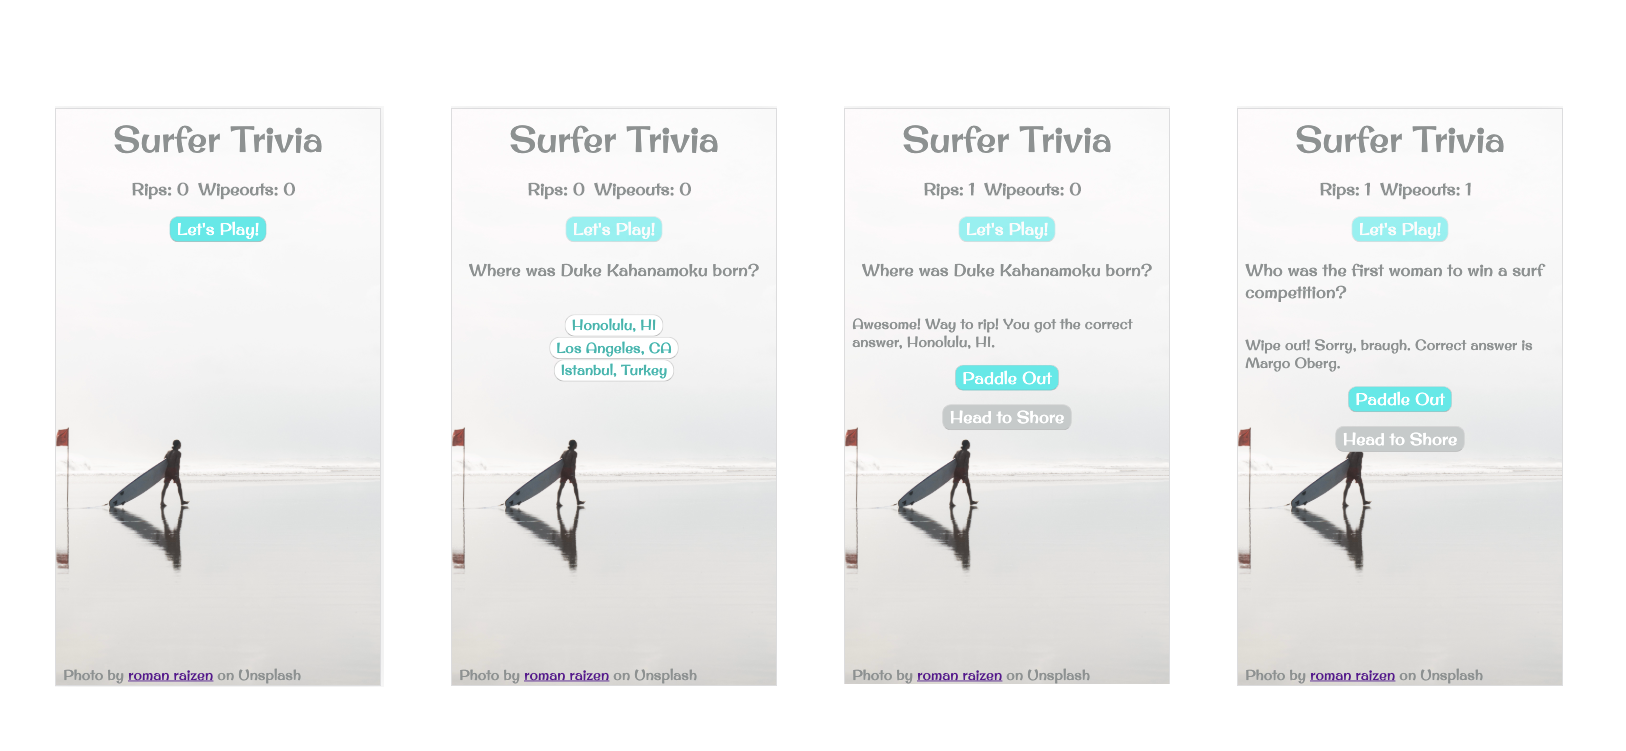 Surfer Trivia
Rips: 0 Wipeouts: 0
Let's Play!
Photo by roman raizen on Unsplash
Surfer Trivia
Rips: 0 Wipeouts: 0
Let's Play!
Where was Duke Kahanamoku born?
Honolulu, HI
Los Angeles, CA
Istanbul, Turkey
Photo by roman raizen on Unsplash
Surfer Trivia
Rips: 1 Wipeouts: 0
Let's Play!
Where was Duke Kahanamoku born?
Awesome! Way to rip! You got the correct
answer, Honolulu, HI.
Paddle Out
Head to Shore
Photo by roman raizen on Unsplash
Surfer Trivia
Rips: 1 Wipeouts: 1
Let's Play!
Who was the first woman to win a surf
competition?
Wipe out! Sorry, braugh. Correct answer is
Margo Oberg.
Paddle Out
Head to Shore
Photo by roman raizen on Unsplash